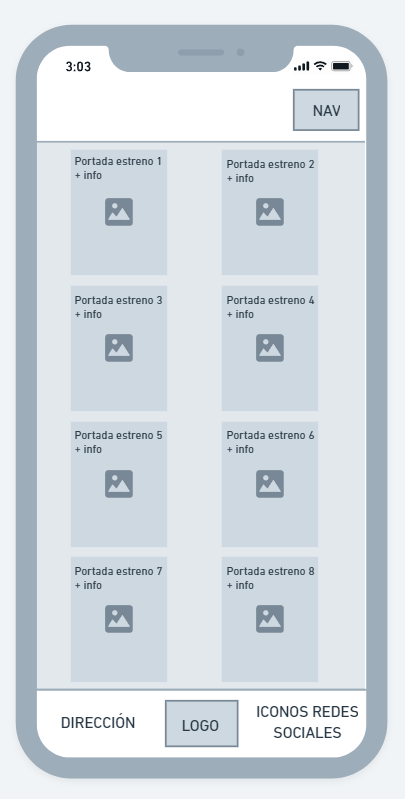 3:03
NAV
Portada estreno 1
+ info
Portada estreno 2
+ info
Portada estreno 3
+ info
Portada estreno 4
+ info
Portada estreno 5
+ info
Portada estreno 6
+ info
Portada estreno 7
+ info
Portada estreno 8
+ info
DIRECCIÓN
LOGO
ICONOS REDES
SOCIALES